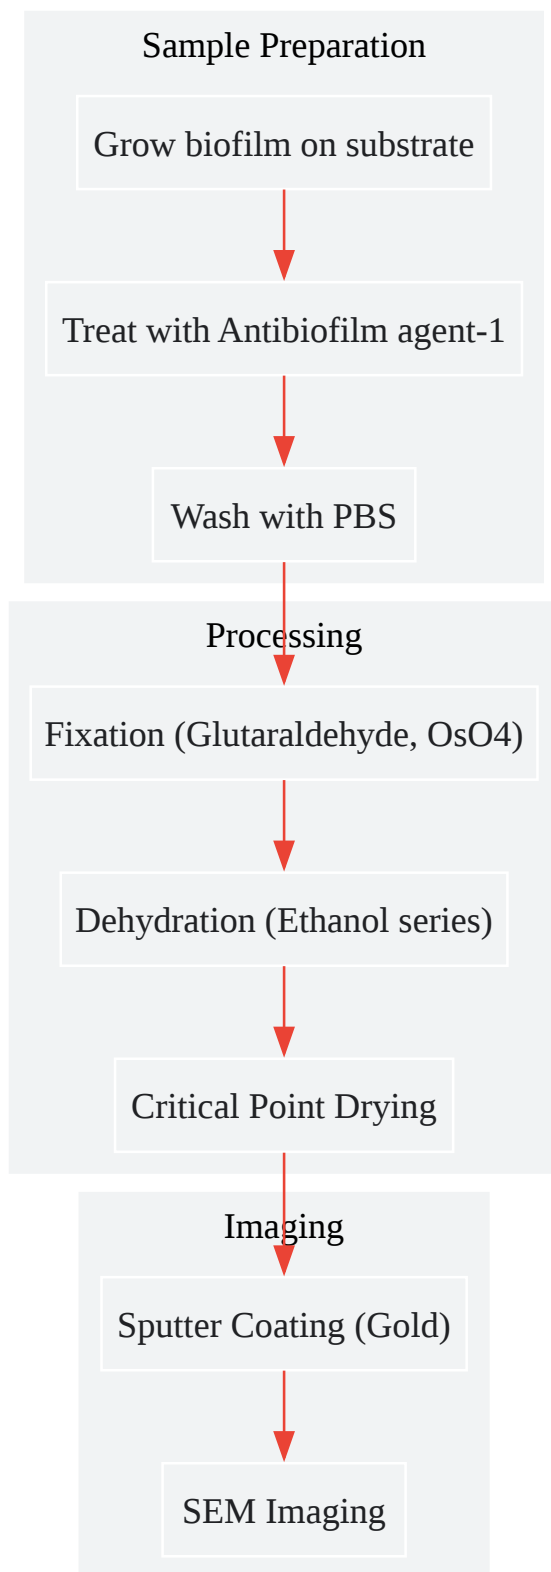 Sample Preparation
Grow biofilm on substrate
Treat with Antibiofilm agent-1
Wash with PBS
Processing
Fixation (Glutaraldehyde, OsO4)
Dehydration (Ethanol series)
Critical Point Drying
Imaging
Sputter Coating (Gold)
SEM Imaging